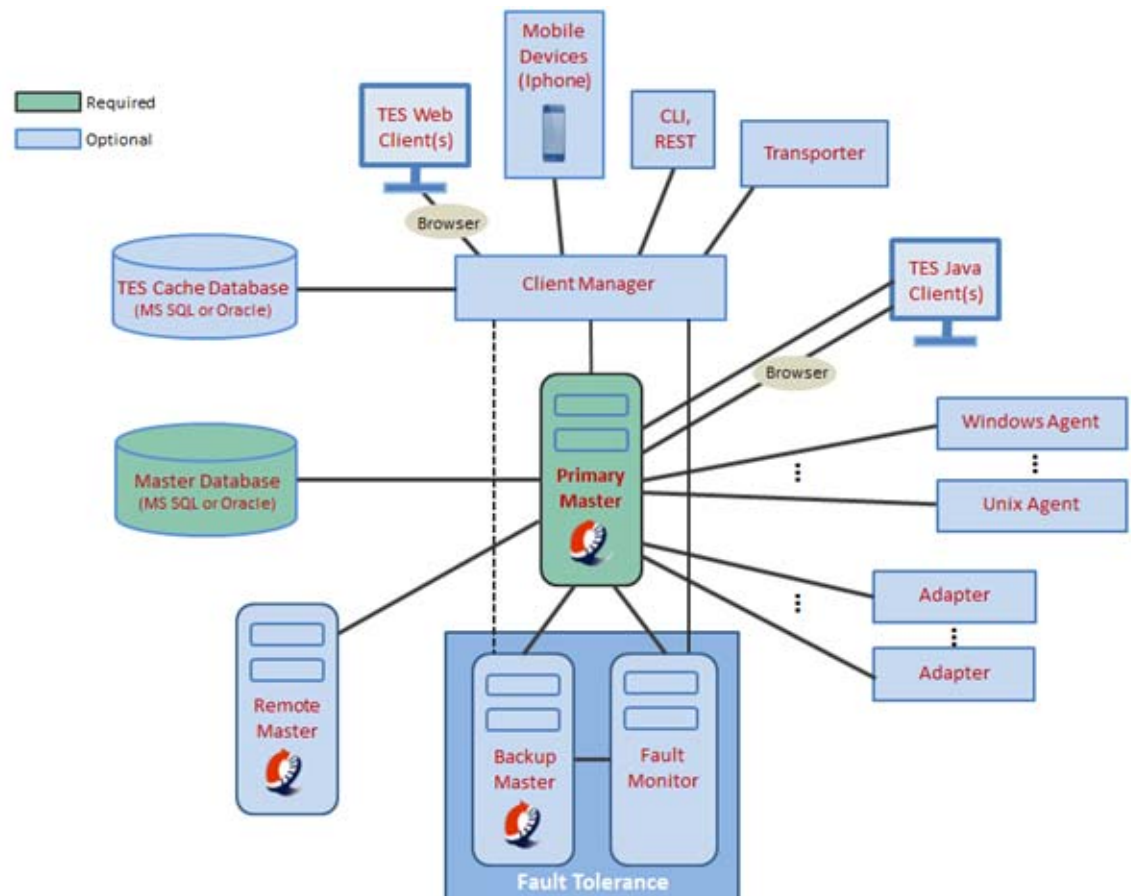 Required
Optional
Mobile
Devices
(Iphone)
TES Web
Client(s)
CLI,
REST
Transporter
Browser
TES Cache Database
(MS SQL or Oracle)
Client Manager
TES Java
Client(s)
Browser
Master Database
(MS SQL or Oracle)
Primary
Master
Windows Agent
Unix Agent
Adapter
Adapter
Remote
Master
Backup
Master
Fault
Monitor
Fault Tolerance